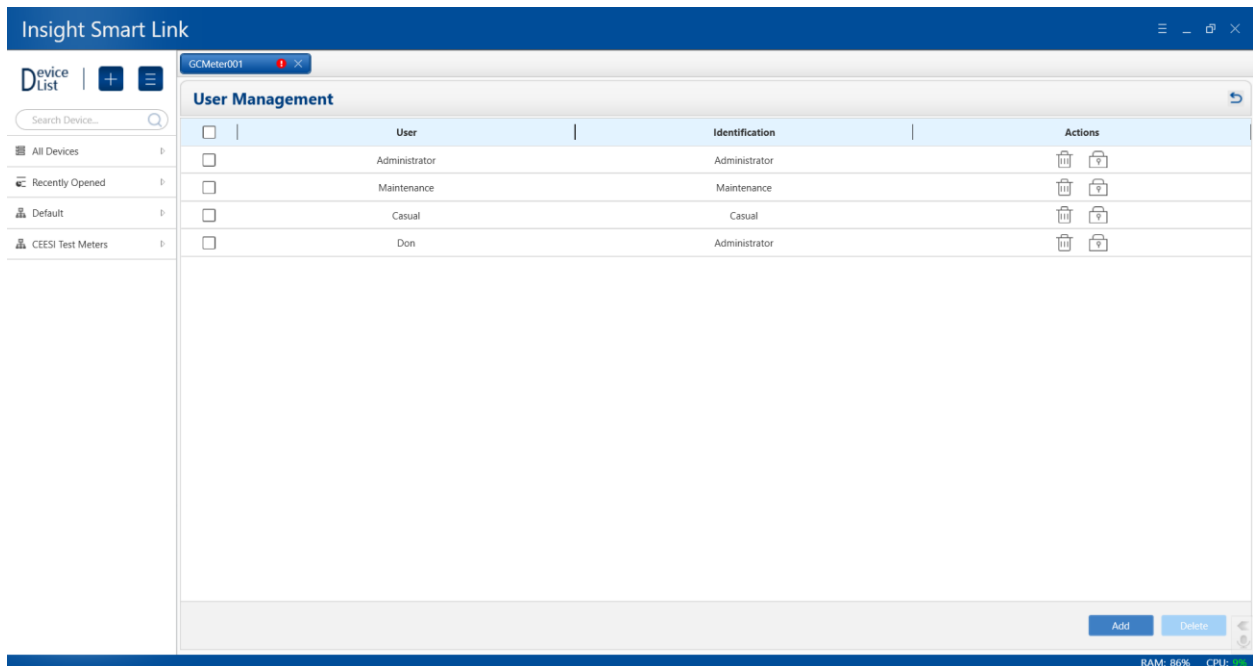 Insight Smart Link
Device List
GCMeter001
User Management
Search Device...
User Identification Actions
All Devices
Administrator Administrator
Recently Opened
Maintenance Maintenance
Default
Casual Casual
CEESI Test Meters
Don Administrator
Add Delete
RAM: 86% CPU: 9%